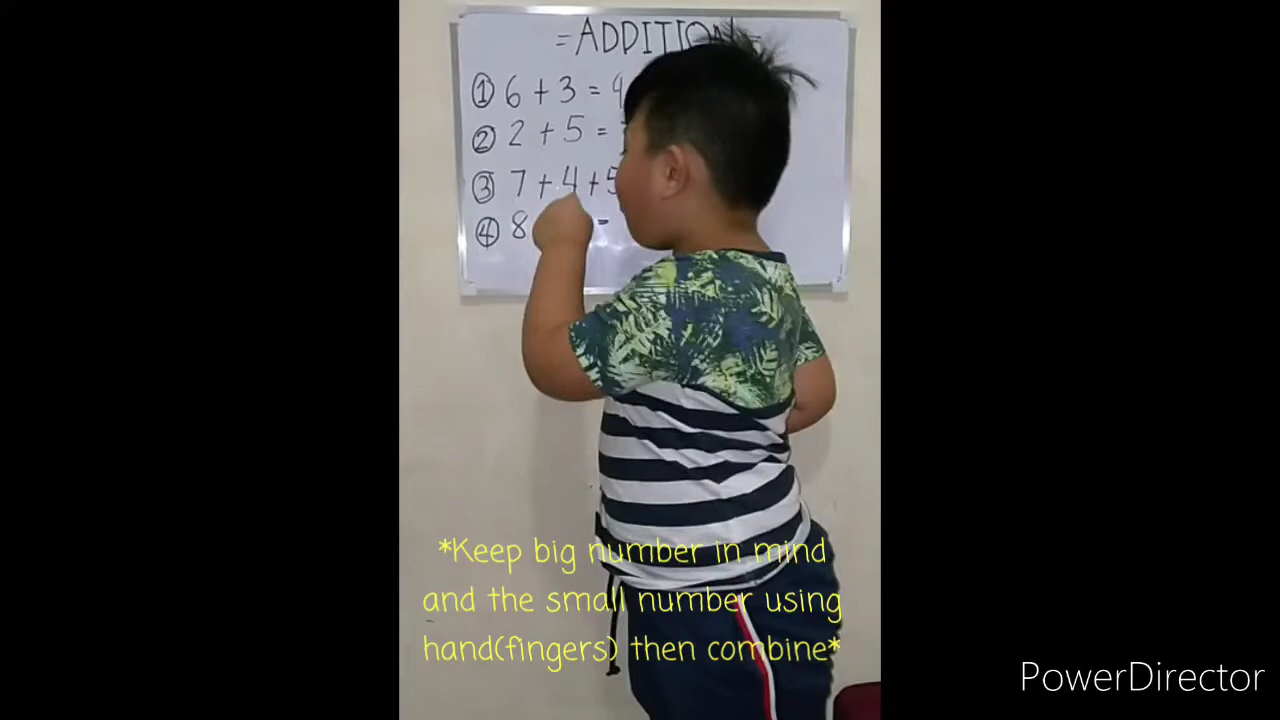 = ADDITION =
① 6 + 3 = 9
② 2 + 5 =
③ 7 + 4 + 5
④ 8 =
*Keep big number in mind
and the small number using
hand(fingers) then combine*
PowerDirector